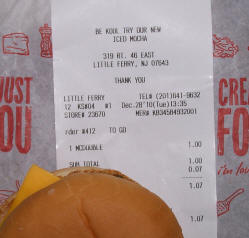 BE KOOL TRY OUR NEW
ICED MOCHA
319 RT. 46 EAST
LITTLE FERRY, NJ 07643
THANK YOU
LITTLE FERRY TEL# (201)641-9632
12 KS#04 #1 Dec.28'10(Tue)13:35
STORE# 23670 MER# KB34584932001
rder #412 TO GO
1 MCDOUBLE 1.00
SUB TOTAL 1.00
0.07
1.07
1.07
JUST
OU
CRE
FOU